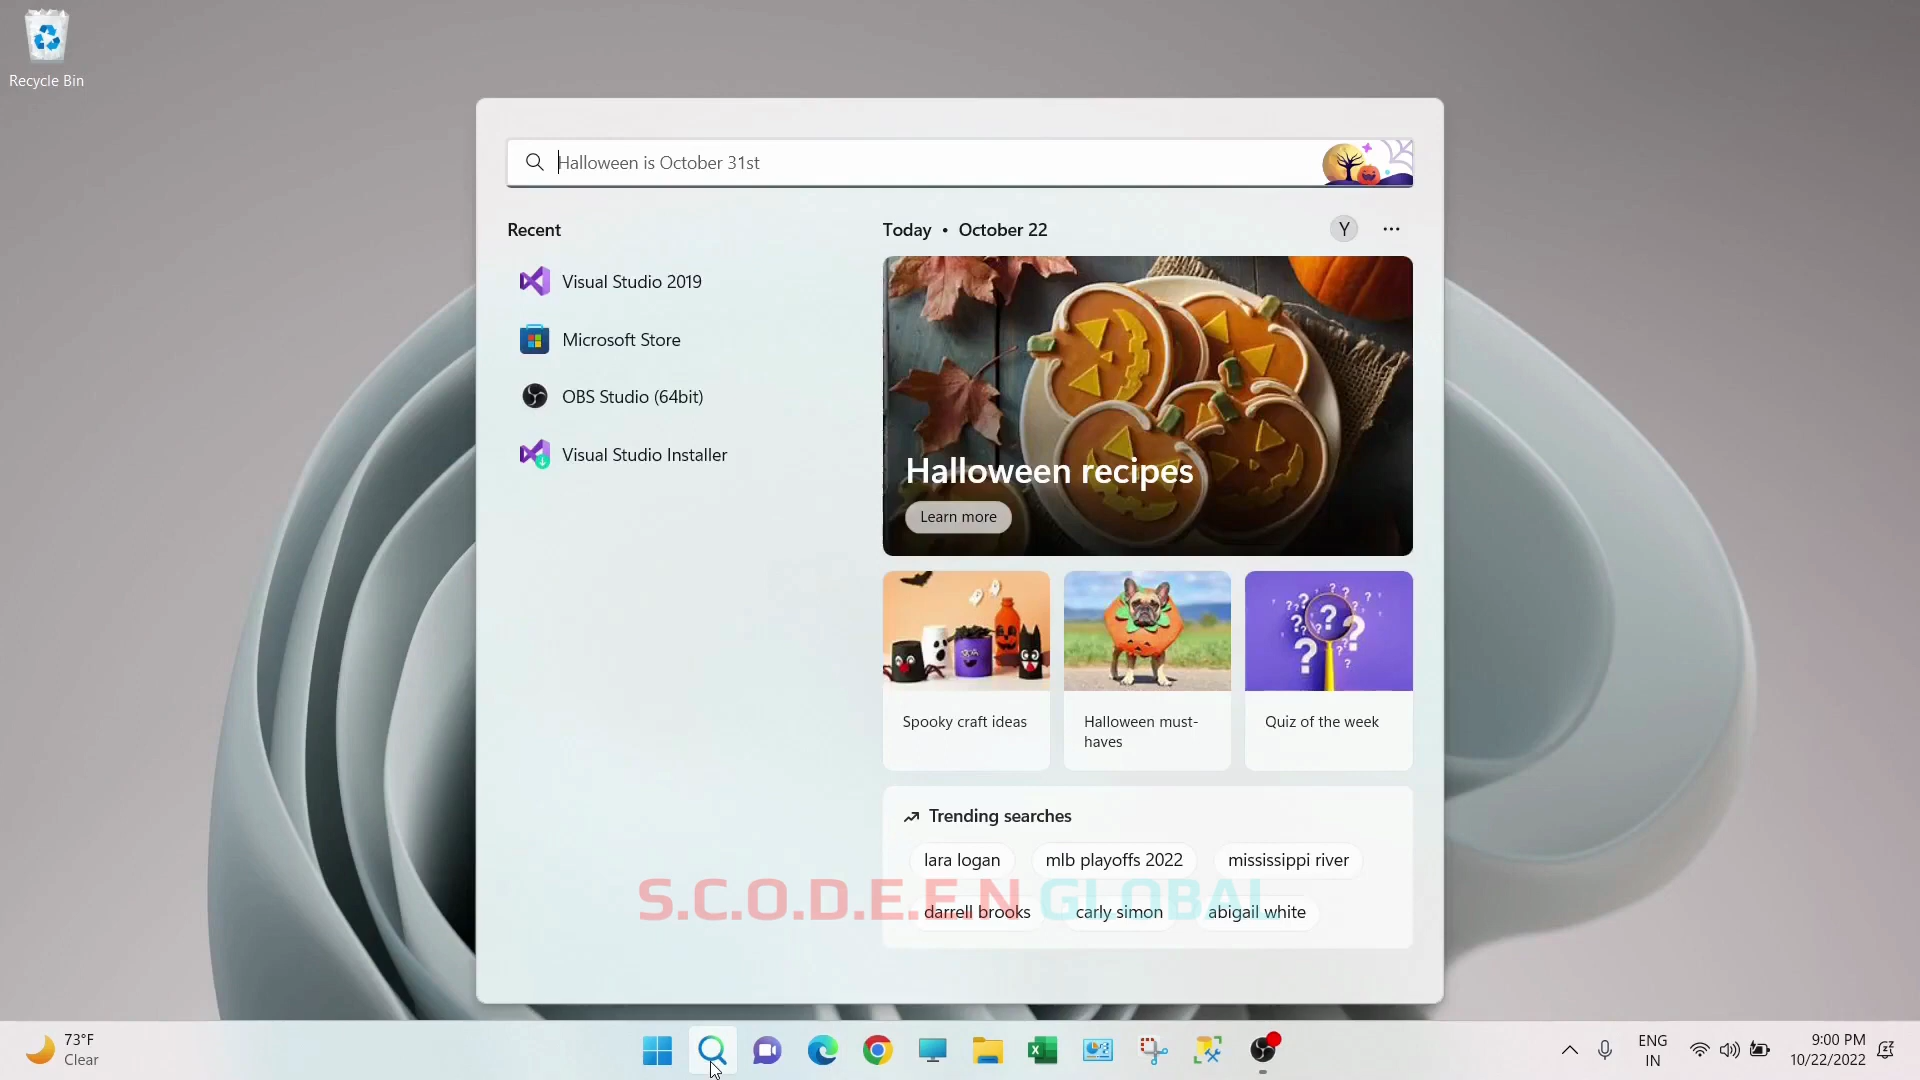 Recycle Bin
Halloween is October 31st
Recent
Visual Studio 2019
Microsoft Store
OBS Studio (64bit)
Visual Studio Installer
Today • October 22
Y
Halloween recipes
Learn more
Spooky craft ideas
Halloween must-
haves
Quiz of the week
Trending searches
lara logan
mlb playoffs 2022
mississippi river
darrell brooks
carly simon
abigail white
S.C.O.D.E.E.N GLOBAL
73°F
Clear
ENG
IN
9:00 PM
10/22/2022